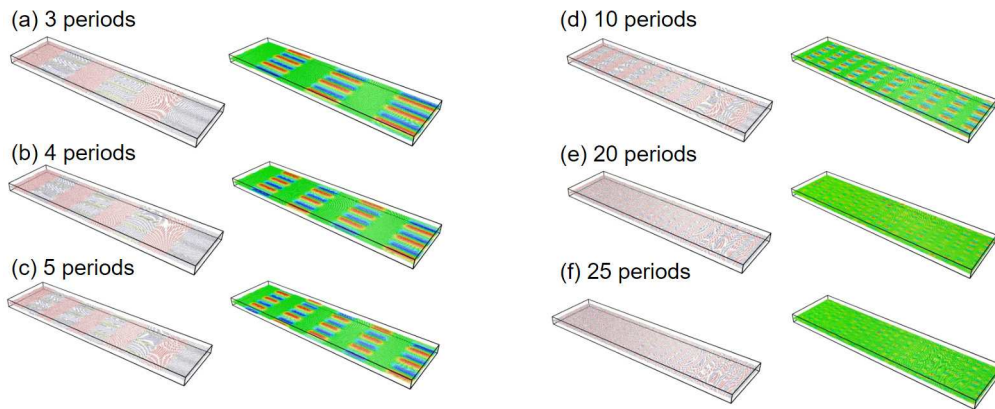 (a) 3 periods
(b) 4 periods
(c) 5 periods
(d) 10 periods
(e) 20 periods
(f) 25 periods